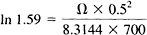 ln 1.59 = Ω × 0.5² / 8.3144 × 700